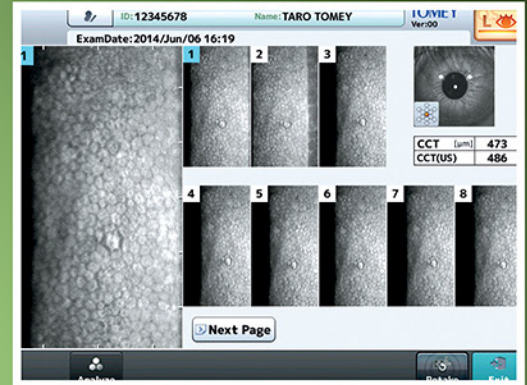 ID:12345678 Name:TARO TOMEY TOMEY L
Ver:00
ExamDate:2014/Jun/06 16:19
1 1 2 3
CCT [μm] 473
CCT(US) 486
4 5 6 7 8
Next Page
Analyze Retake Exit